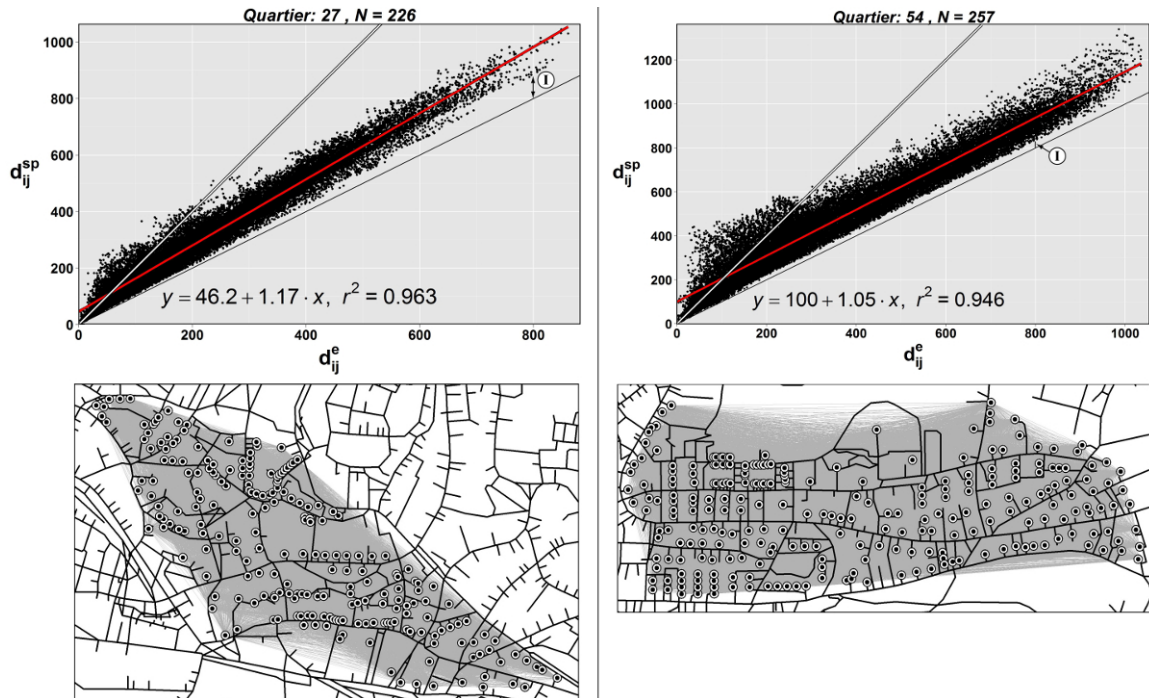 Quartier: 27 , N = 226
1000
800
600
400
200
0
d_ij^sp
I
y = 46.2 + 1.17 · x, r² = 0.963
0 200 400 600 800
d_ij^e
Quartier: 54 , N = 257
1200
1000
800
600
400
200
0
d_ij^sp
I
y = 100 + 1.05 · x, r² = 0.946
0 200 400 600 800 1000
d_ij^e